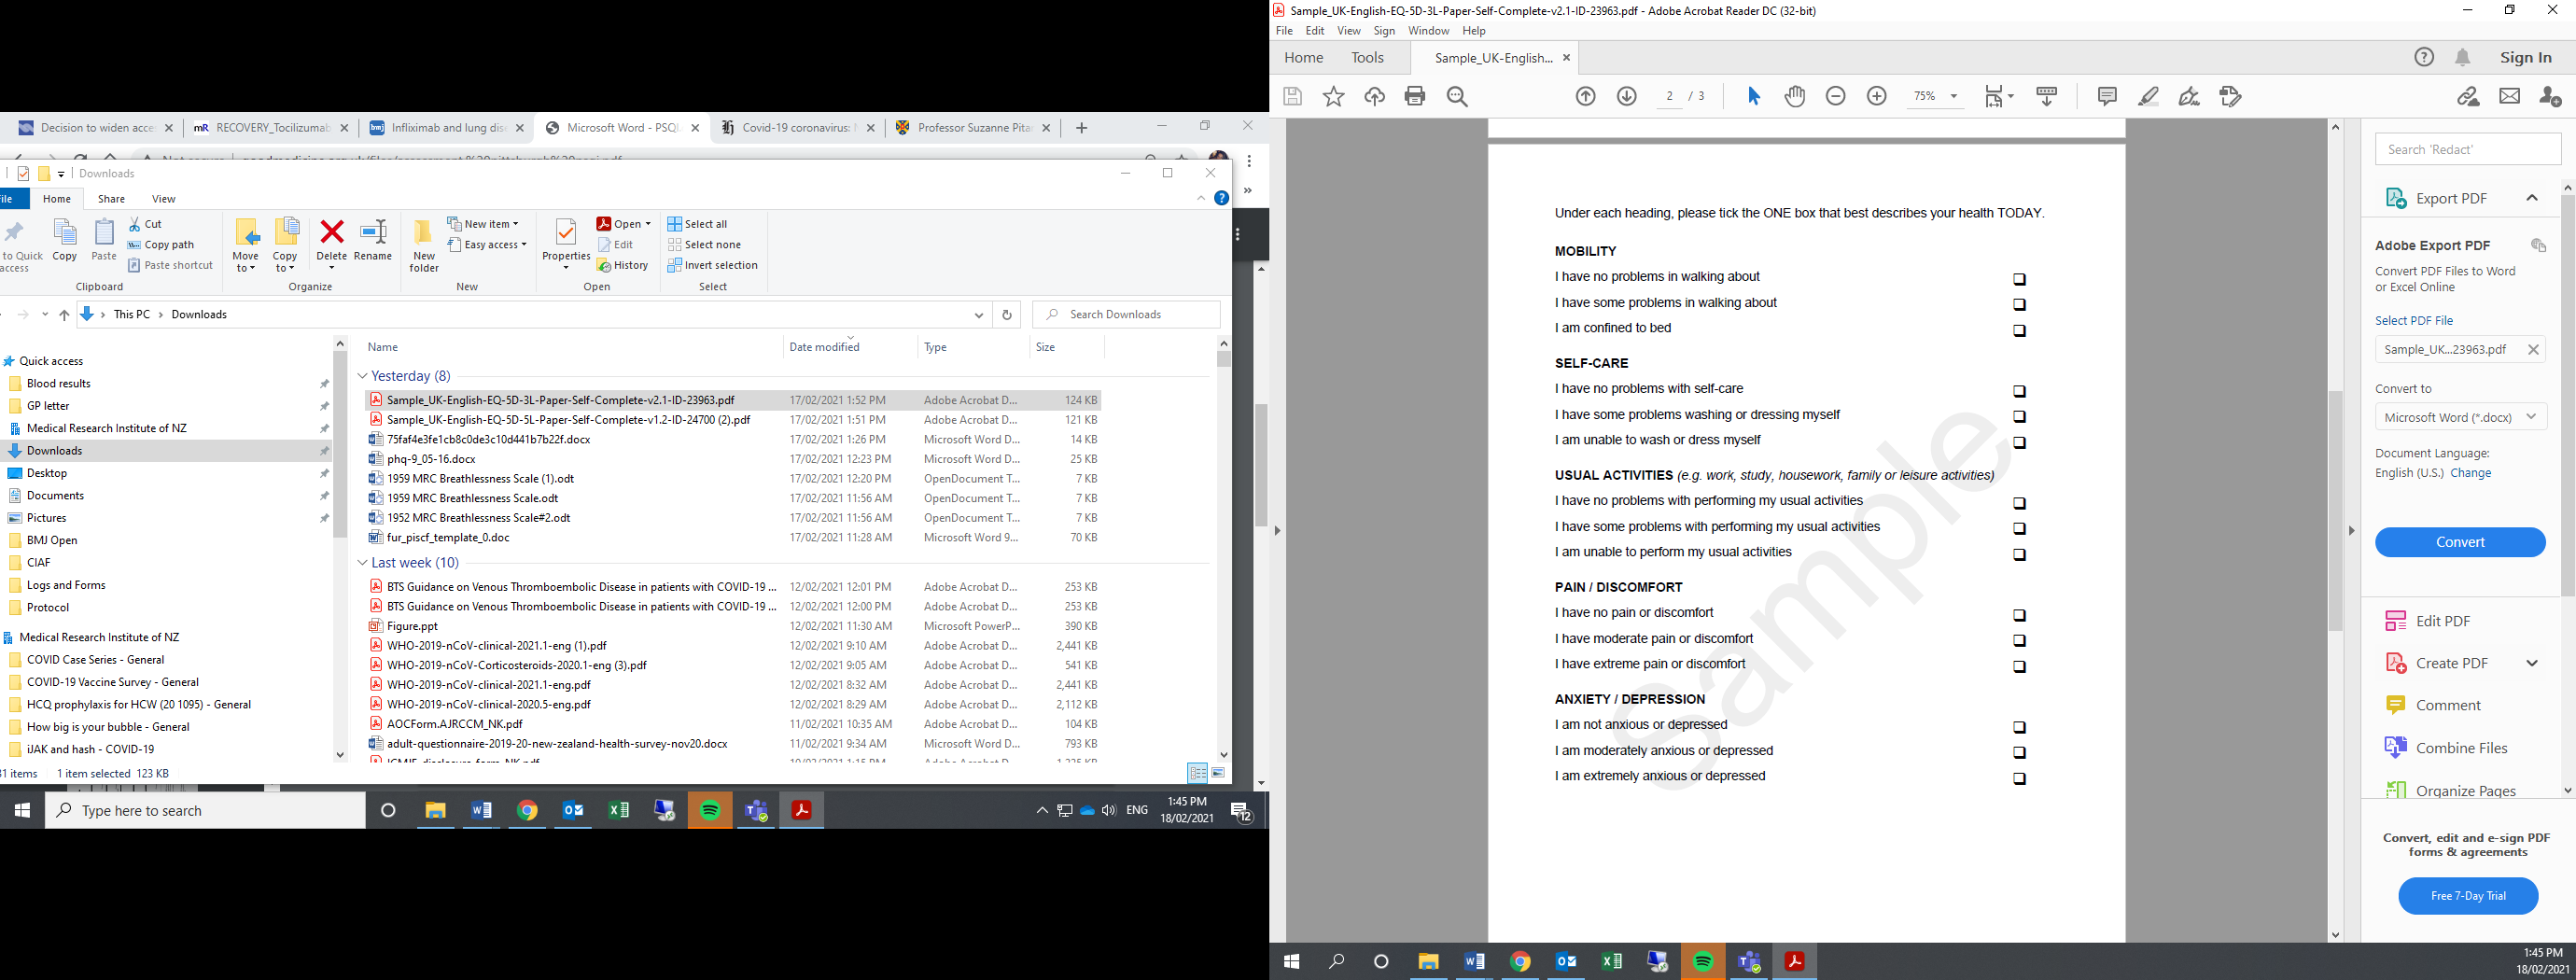 Decision to widen acce
RECOVERY_Tocilizumab
Infliximab and lung dise
Microsoft Word - PSQI
Covid-19 coronavirus:
Professor Suzanne Pita
Downloads
Home Share View
Cut
Copy path
Paste shortcut
to Quick access
Copy
Paste
Move to
Copy to
Delete
Rename
New folder
New item
Easy access
Properties
Open
Edit
History
Select all
Select none
Invert selection
Clipboard Organize New Open Select
This PC > Downloads
Search Downloads
Quick access
Blood results
GP letter
Medical Research Institute of NZ
Downloads
Desktop
Documents
Pictures
BMJ Open
CIAF
Logs and Forms
Protocol
Medical Research Institute of NZ
COVID Case Series - General
COVID-19 Vaccine Survey - General
HCQ prophylaxis for HCW (20 1095) - General
How big is your bubble - General
iJAK and hash - COVID-19
Name Date modified Type Size
Yesterday (8)
Sample_UK-English-EQ-5D-3L-Paper-Self-Complete-v2.1-ID-23963.pdf 17/02/2021 1:52 PM Adobe Acrobat D... 124 KB
Sample_UK-English-EQ-5D-5L-Paper-Self-Complete-v1.2-ID-24700 (2).pdf 17/02/2021 1:51 PM Adobe Acrobat D... 121 KB
75faf4e3fe1cb8c0de3c10d441b7b22f.docx 17/02/2021 1:26 PM Microsoft Word D... 14 KB
phq-9_05-16.docx 17/02/2021 12:23 PM Microsoft Word D... 25 KB
1959 MRC Breathlessness Scale (1).odt 17/02/2021 12:20 PM OpenDocument T... 7 KB
1959 MRC Breathlessness Scale.odt 17/02/2021 11:56 AM OpenDocument T... 7 KB
1952 MRC Breathlessness Scale#2.odt 17/02/2021 11:56 AM OpenDocument T... 7 KB
fur_piscf_template_0.doc 17/02/2021 11:28 AM Microsoft Word 9... 70 KB
Last week (10)
BTS Guidance on Venous Thromboembolic Disease in patients with COVID-19 ... 12/02/2021 12:01 PM Adobe Acrobat D... 253 KB
BTS Guidance on Venous Thromboembolic Disease in patients with COVID-19 ... 12/02/2021 12:00 PM Adobe Acrobat D... 253 KB
Figure.ppt 12/02/2021 11:30 AM Microsoft PowerP... 390 KB
WHO-2019-nCoV-clinical-2021.1-eng (1).pdf 12/02/2021 9:10 AM Adobe Acrobat D... 2,441 KB
WHO-2019-nCoV-Corticosteroids-2020.1-eng (3).pdf 12/02/2021 9:05 AM Adobe Acrobat D... 541 KB
WHO-2019-nCoV-clinical-2021.1-eng.pdf 12/02/2021 8:32 AM Adobe Acrobat D... 2,441 KB
WHO-2019-nCoV-clinical-2020.5-eng.pdf 12/02/2021 8:29 AM Adobe Acrobat D... 2,112 KB
AOCForm.AJRCCM_NK.pdf 11/02/2021 10:35 AM Adobe Acrobat D... 104 KB
adult-questionnaire-2019-20-new-zealand-health-survey-nov20.docx 11/02/2021 9:34 AM Microsoft Word D... 793 KB
31 items 1 item selected 123 KB
Type here to search
ENG
1:45 PM
18/02/2021
12
Sample_UK-English-EQ-5D-3L-Paper-Self-Complete-v2.1-ID-23963.pdf - Adobe Acrobat Reader DC (32-bit)
File Edit View Sign Window Help
Home Tools Sample_UK-English... Sign In
2 / 3 75%
Under each heading, please tick the ONE box that best describes your health TODAY.
MOBILITY
I have no problems in walking about
I have some problems in walking about
I am confined to bed
SELF-CARE
I have no problems with self-care
I have some problems washing or dressing myself
I am unable to wash or dress myself
USUAL ACTIVITIES (e.g. work, study, housework, family or leisure activities)
I have no problems with performing my usual activities
I have some problems with performing my usual activities
I am unable to perform my usual activities
PAIN / DISCOMFORT
I have no pain or discomfort
I have moderate pain or discomfort
I have extreme pain or discomfort
ANXIETY / DEPRESSION
I am not anxious or depressed
I am moderately anxious or depressed
I am extremely anxious or depressed
Sample
Search 'Redact'
Export PDF
Adobe Export PDF
Convert PDF Files to Word
or Excel Online
Select PDF File
Sample_UK...23963.pdf
Convert to
Microsoft Word (*.docx)
Document Language:
English (U.S.) Change
Convert
Edit PDF
Create PDF
Comment
Combine Files
Organize Pages
Convert, edit and e-sign PDF
forms & agreements
Free 7-Day Trial
1:45 PM
18/02/2021